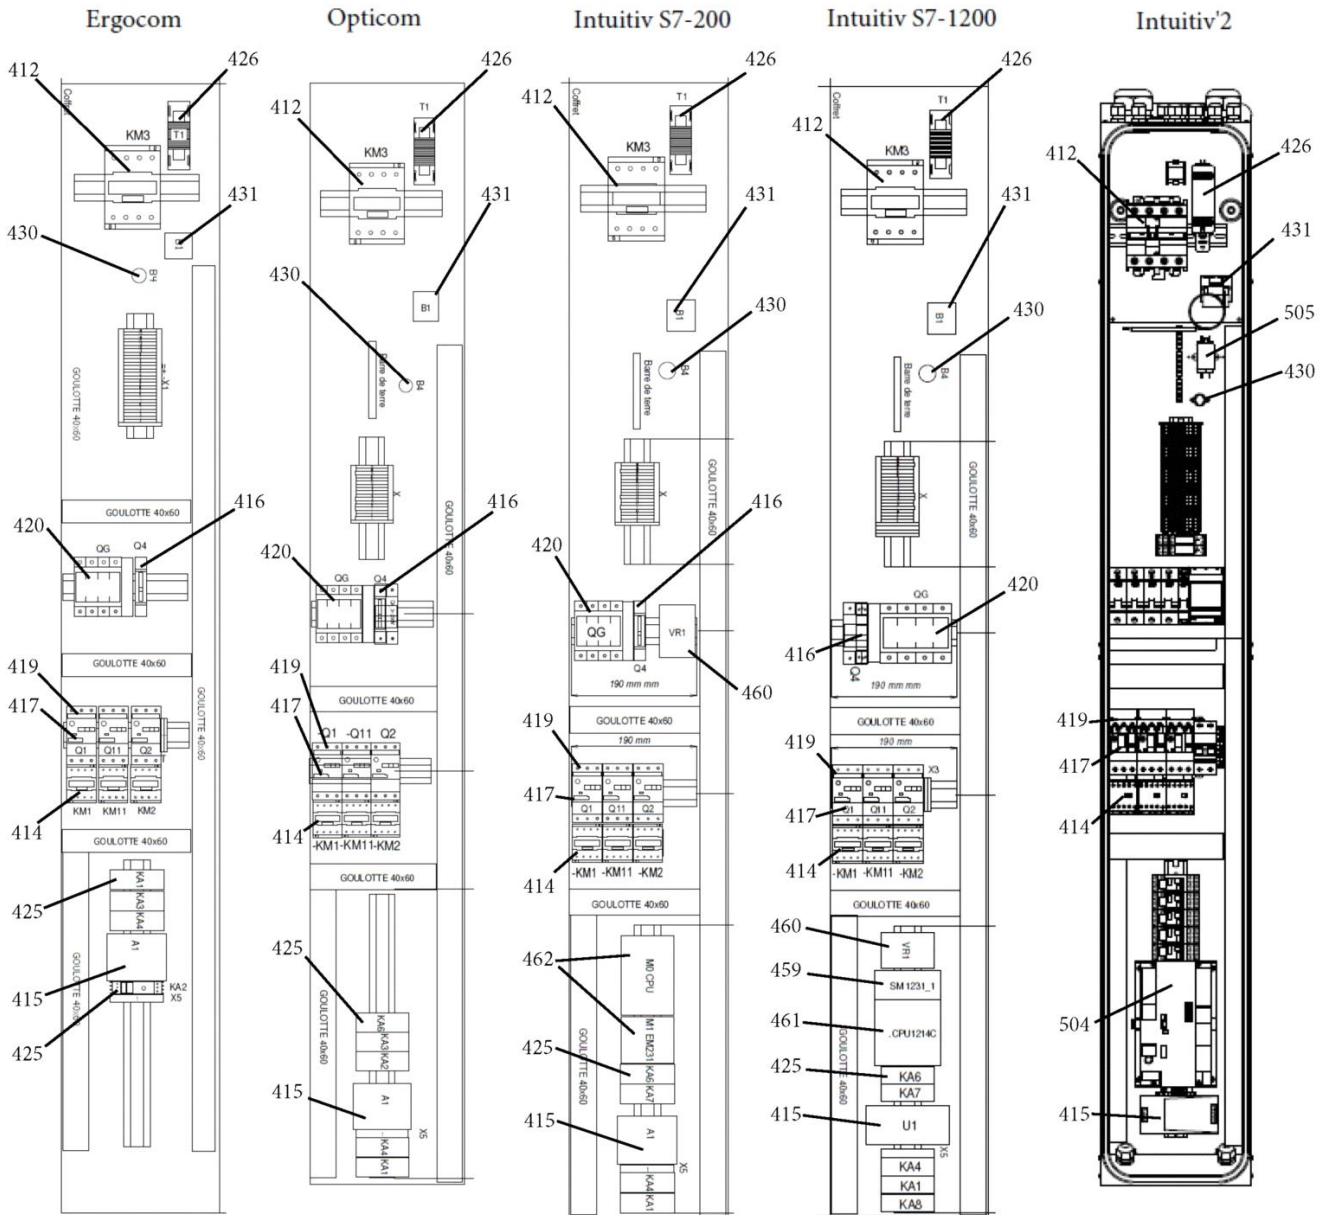 Ergocom
412
426
Coffret
KM3
T1
431
430
B4
GOULOTTE 40x60
-X1
GOULOTTE 40x60
416
420
QG
Q4
GOULOTTE 40x60
419
417
GOULOTTE 40x60
Q1 Q11 Q2
KM1 KM11 KM2
414
GOULOTTE 40x60
425
KA1
KA3
KA4
A1
415
KA2
X5
425
GOULOTTE 40x60
Opticom
426
412
T1
KM3
431
430
B1
B4
Barre de terre
X
GOULOTTE 40x60
416
420
QG
Q4
419
417
GOULOTTE 40x60
-Q1 -Q11 Q2
414
-KM1 -KM11 -KM2
GOULOTTE 40x60
425
GOULOTTE 40x60
KA6
KA3
KA2
415
A1
X5
KA4
KA1
Intuitiv S7-200
426
Coffret
T1
412
KM3
431
B1
430
B4
Barre de terre
GOULOTTE 40x60
X
416
420
QG
VR1
Q4
460
190 mm mm
GOULOTTE 40x60
419
190 mm
417
Q1 Q11 Q2
414
-KM1 -KM11 -KM2
GOULOTTE 40x60
462
M0 CPU
M1 EM231
425
KA6
KA7
GOULOTTE 40x60
415
A1
X5
KA4
KA1
Intuitiv S7-1200
426
Coffret
T1
412
KM3
431
B1
430
B4
Barre de terre
GOULOTTE 40x60
X
QG
420
416
Q4
190 mm mm
GOULOTTE 40x60
419
190 mm
X3
417
Q1 Q11 Q2
414
-KM1 -KM11 -KM2
GOULOTTE 40x60
460
VR1
459
SM1231_1
461
.CPU1214C
425
KA6
KA7
GOULOTTE 40x60
415
U1
X5
KA4
KA1
KA8
Intuitiv'2
412
426
431
505
430
419
417
414
504
415